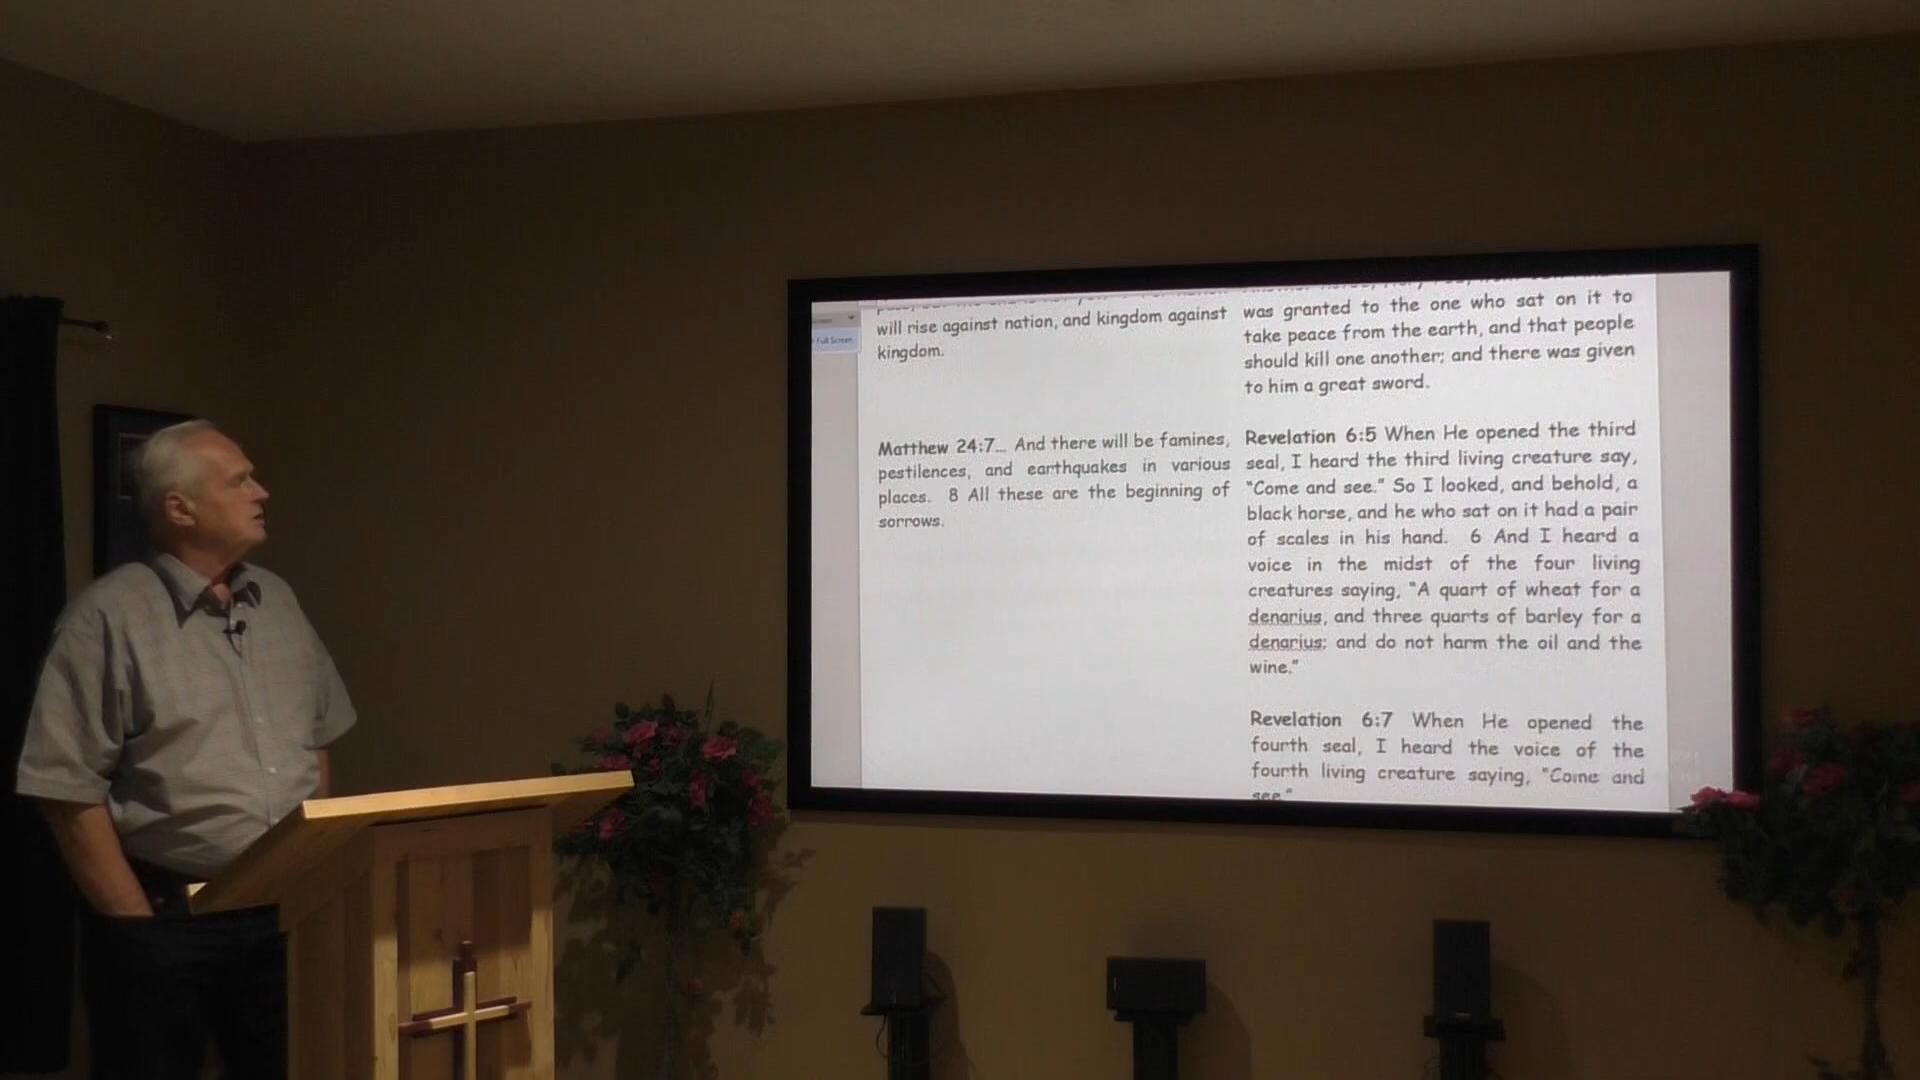 Full Screen
will rise against nation, and kingdom against
kingdom.
Matthew 24:7... And there will be famines,
pestilences, and earthquakes in various
places. 8 All these are the beginning of
sorrows.
was granted to the one who sat on it to
take peace from the earth, and that people
should kill one another; and there was given
to him a great sword.
Revelation 6:5 When He opened the third
seal, I heard the third living creature say,
"Come and see." So I looked, and behold, a
black horse, and he who sat on it had a pair
of scales in his hand. 6 And I heard a
voice in the midst of the four living
creatures saying, "A quart of wheat for a
denarius, and three quarts of barley for a
denarius; and do not harm the oil and the
wine."
Revelation 6:7 When He opened the
fourth seal, I heard the voice of the
fourth living creature saying, "Come and
see."